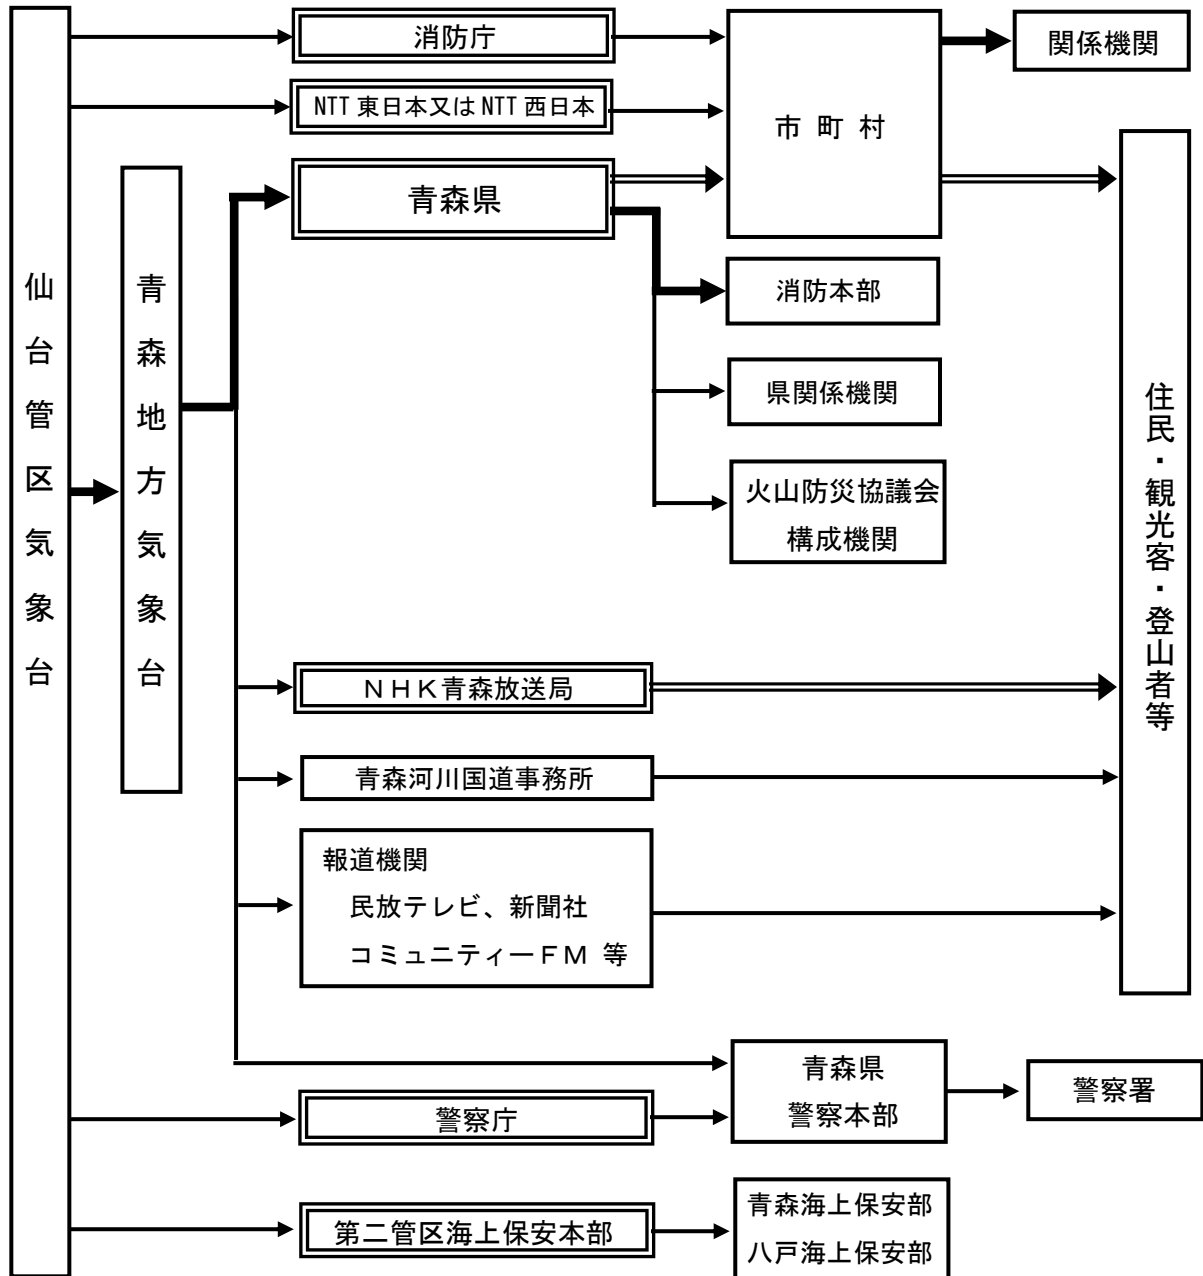 消防庁
関係機関
NTT東日本又はNTT西日本
市町村
青森県
仙台管区気象台
青森地方気象台
消防本部
県関係機関
火山防災協議会
構成機関
住民・観光客・登山者等
NHK青森放送局
青森河川国道事務所
報道機関
民放テレビ、新聞社
コミュニティーFM 等
青森県
警察本部
警察署
警察庁
第二管区海上保安本部
青森海上保安部
八戸海上保安部